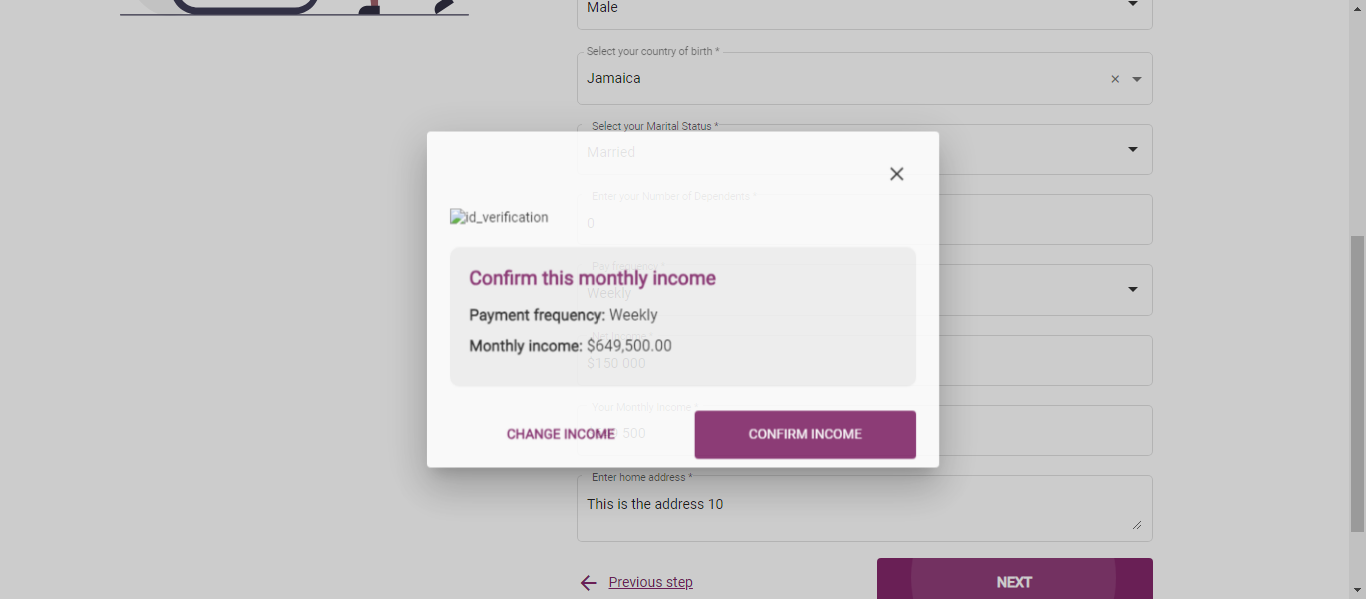 Male
Select your country of birth *
Jamaica
Select your Marital Status *
Married
Enter your Number of Dependents *
0
id_verification
Pay frequency *
Confirm this monthly income
Weekly
Payment frequency: Weekly
Monthly income: $649,500.00
$150 000
Your Monthly income *
500
CHANGE INCOME
CONFIRM INCOME
Enter home address *
This is the address 10
Previous step
NEXT